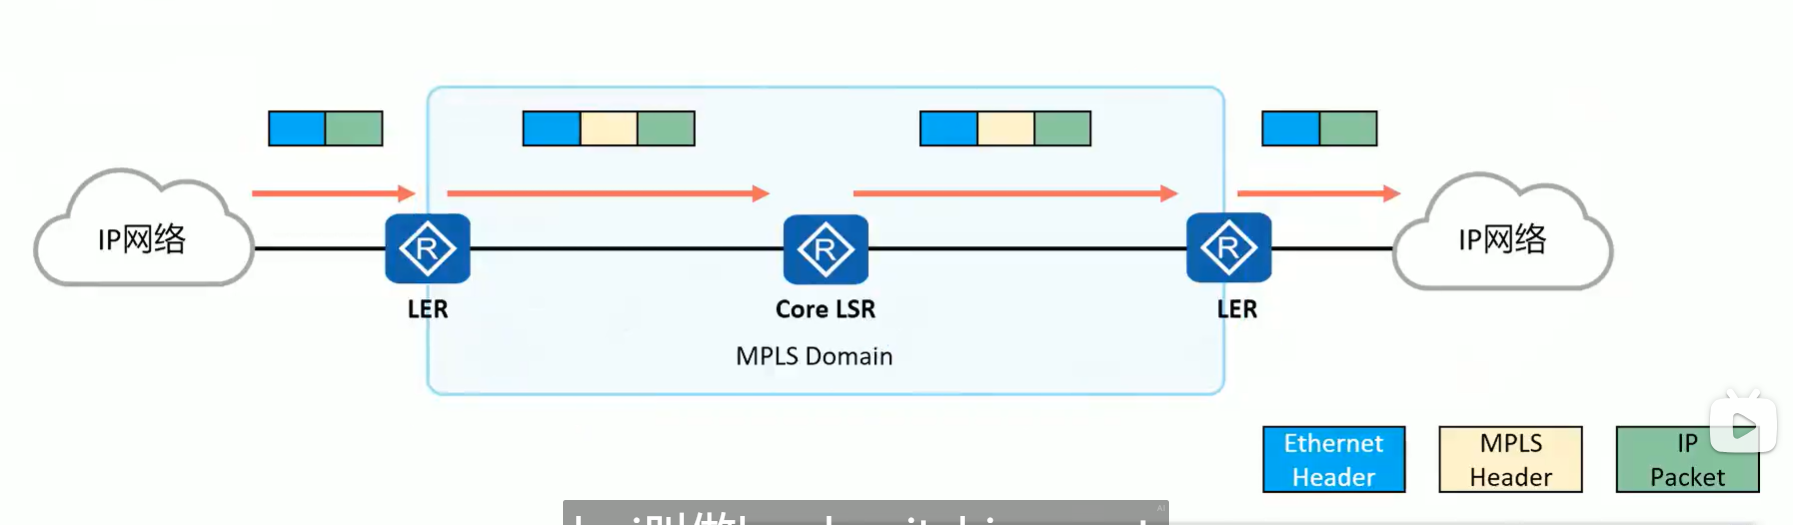 IP网络
R
R
R
IP网络
LER
Core LSR
LER
MPLS Domain
Ethernet
Header
MPLS
Header
IP
Packet
AI